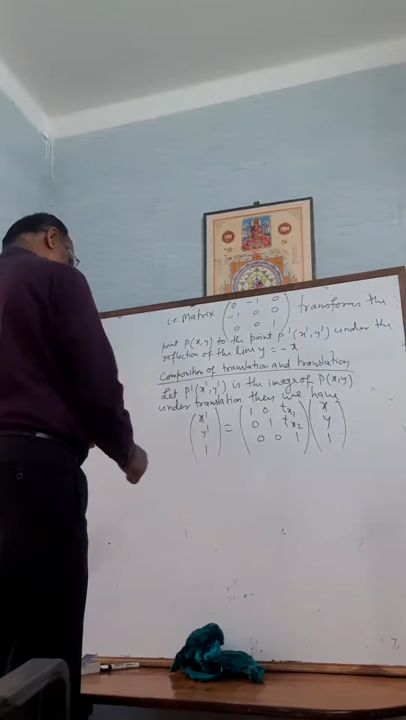 i.e Matrix ( 0 -1 0 transforms the
-1 0 0
0 0 1 )
point P(x,y) to the point P'(x',y') under the
reflection of the line y = -x
Composition of translation and translation
Let P'(x',y') is the image of P(x,y)
under translation then we have
( x' ( 1 0 tx1 ( x
y' = 0 1 tx2 y
1 ) 0 0 1 ) 1 )